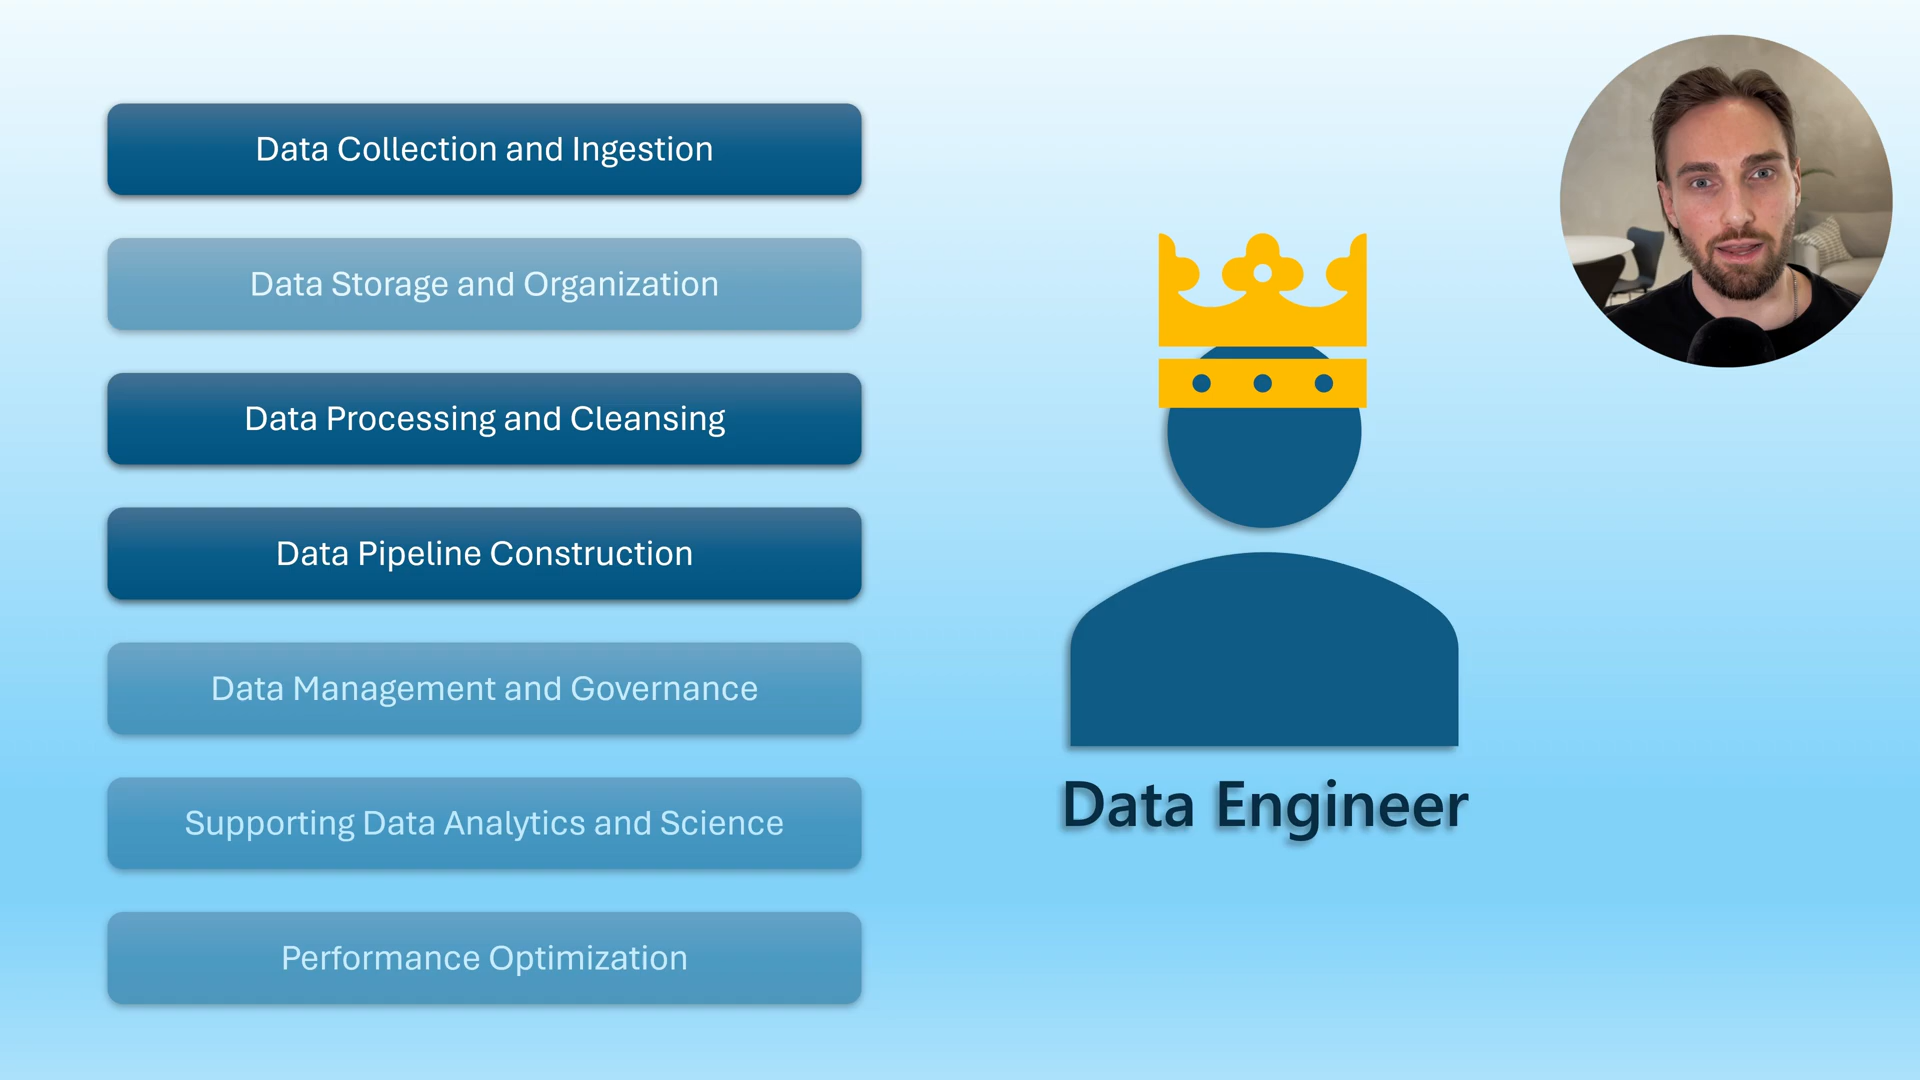 Data Collection and Ingestion
Data Storage and Organization
Data Processing and Cleansing
Data Pipeline Construction
Data Management and Governance
Supporting Data Analytics and Science
Performance Optimization
Data Engineer